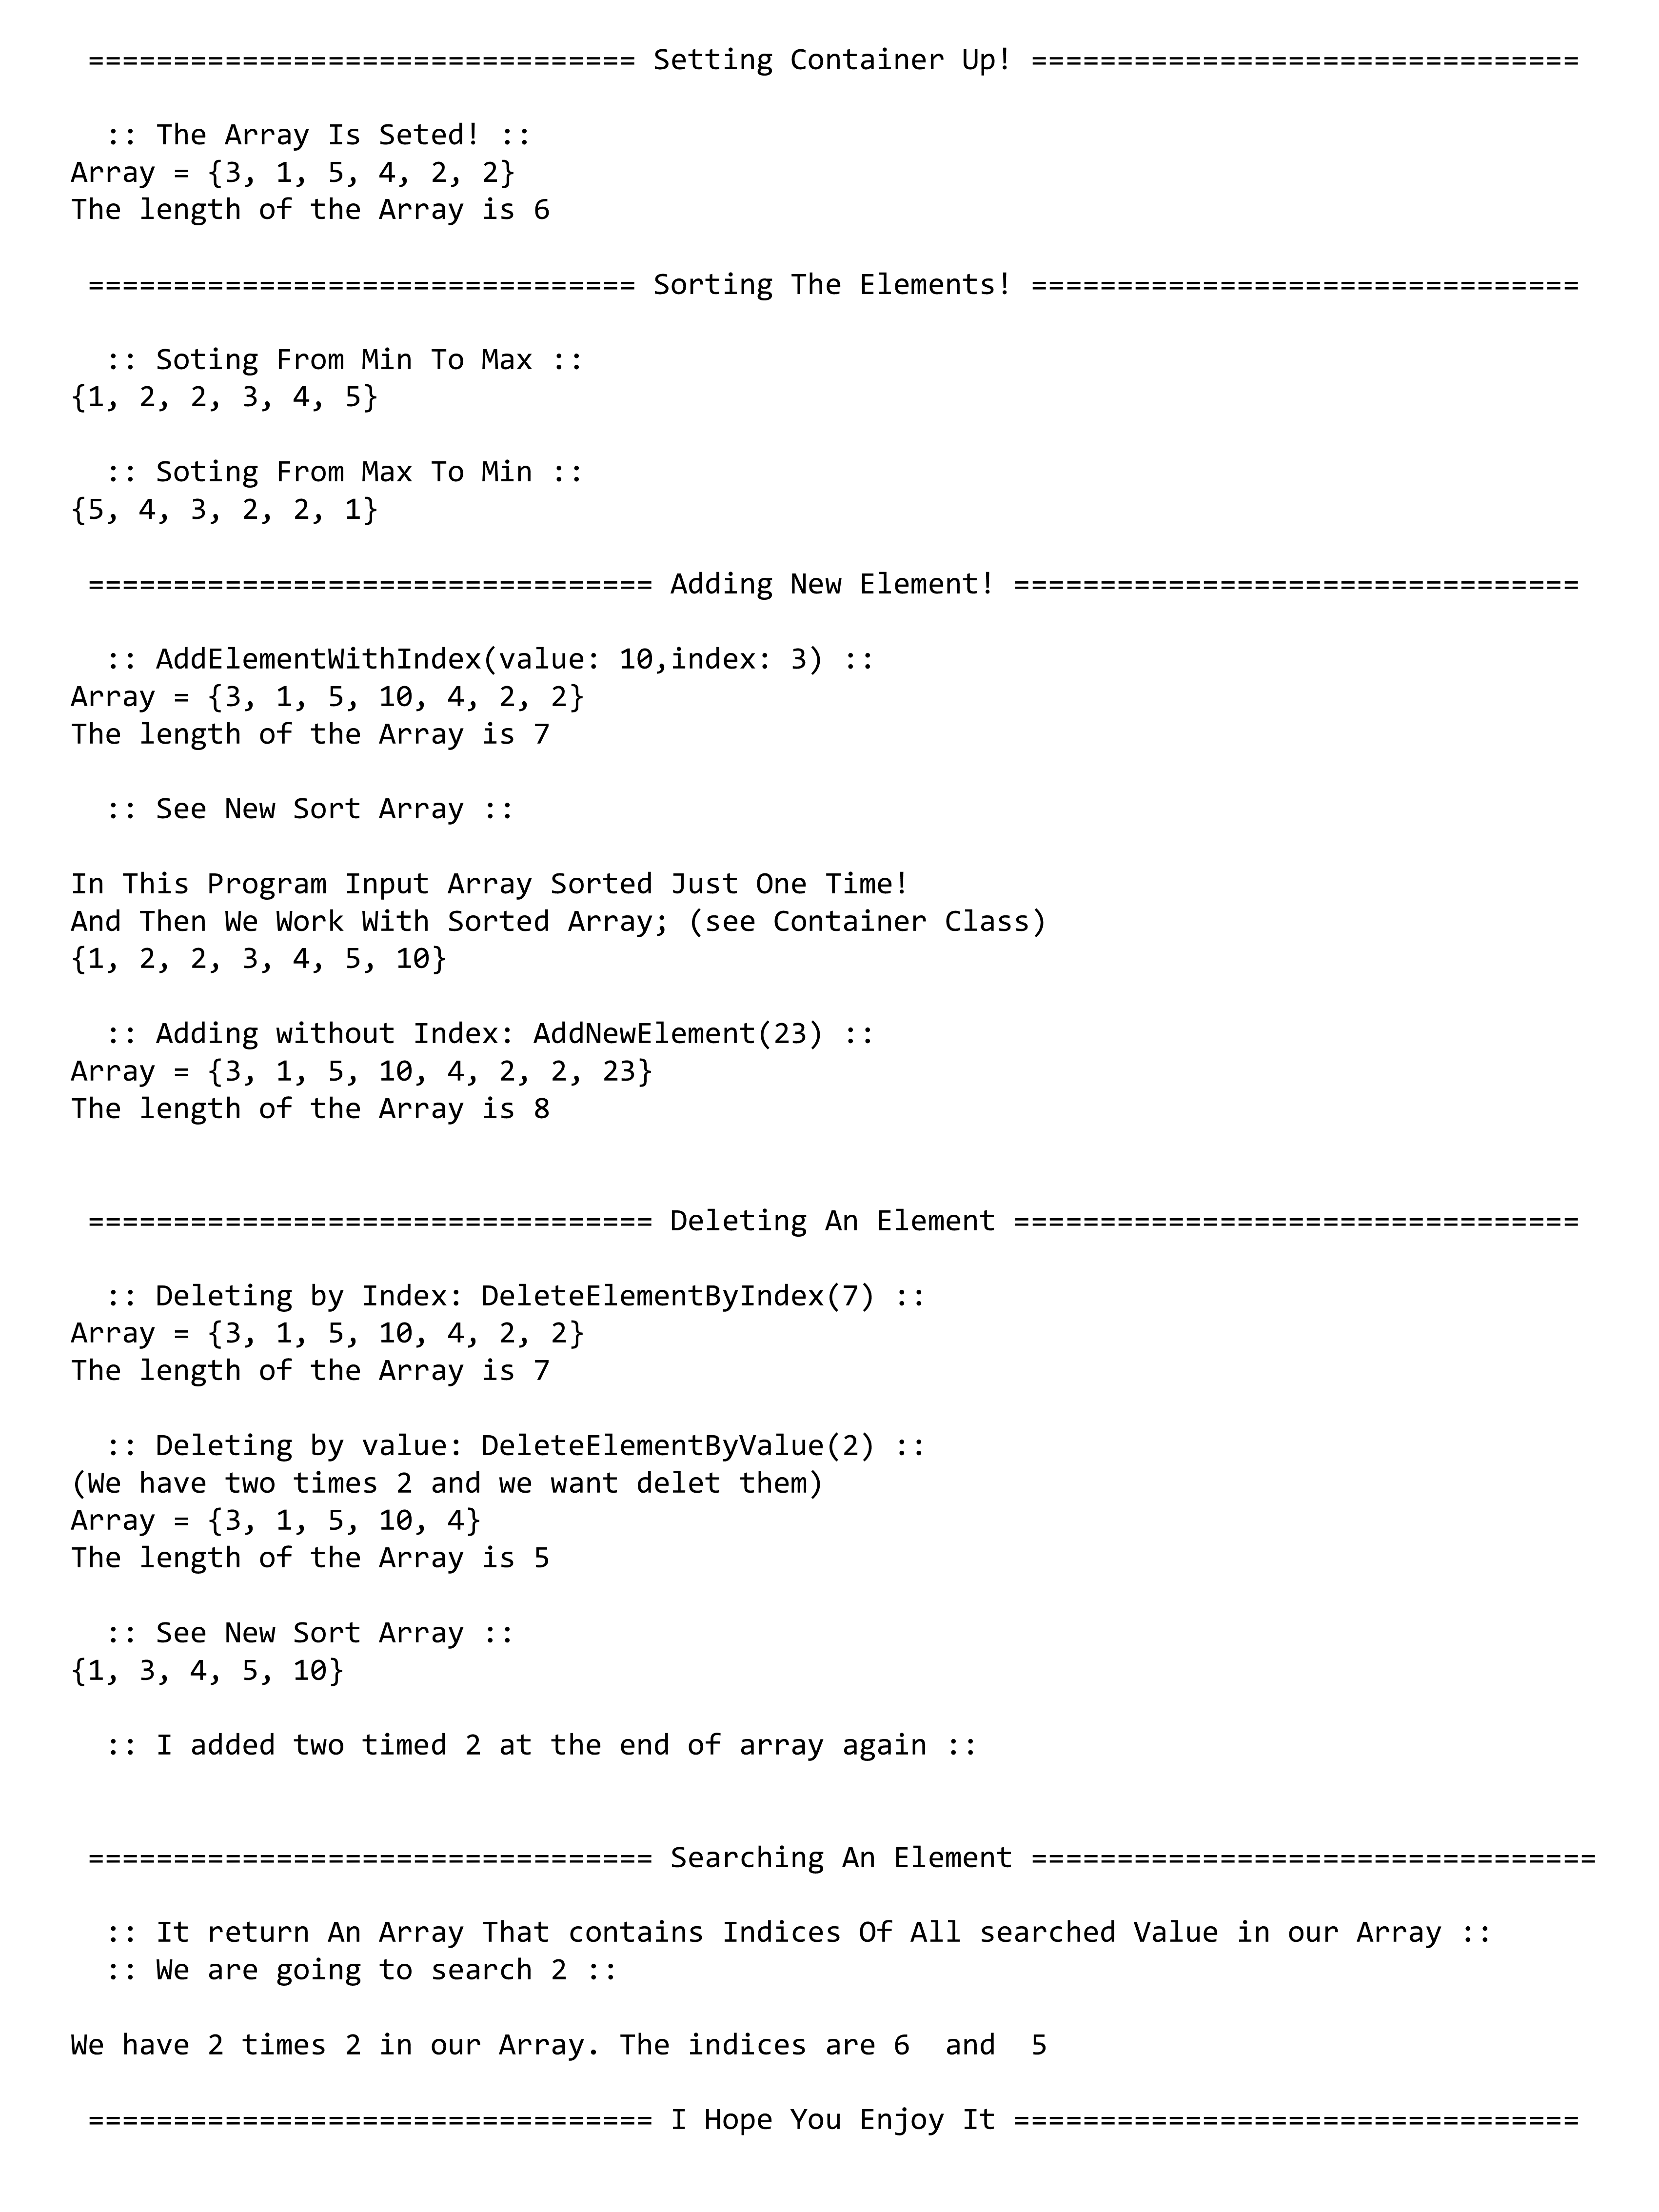 ================================ Setting Container Up! ================================
:: The Array Is Seted! ::
Array = {3, 1, 5, 4, 2, 2}
The length of the Array is 6
================================ Sorting The Elements! ================================
:: Soting From Min To Max ::
{1, 2, 2, 3, 4, 5}
:: Soting From Max To Min ::
{5, 4, 3, 2, 2, 1}
================================= Adding New Element! =================================
:: AddElementWithIndex(value: 10,index: 3) ::
Array = {3, 1, 5, 10, 4, 2, 2}
The length of the Array is 7
:: See New Sort Array ::
In This Program Input Array Sorted Just One Time!
And Then We Work With Sorted Array; (see Container Class)
{1, 2, 2, 3, 4, 5, 10}
:: Adding without Index: AddNewElement(23) ::
Array = {3, 1, 5, 10, 4, 2, 2, 23}
The length of the Array is 8
================================= Deleting An Element =================================
:: Deleting by Index: DeleteElementByIndex(7) ::
Array = {3, 1, 5, 10, 4, 2, 2}
The length of the Array is 7
:: Deleting by value: DeleteElementByValue(2) ::
(We have two times 2 and we want delet them)
Array = {3, 1, 5, 10, 4}
The length of the Array is 5
:: See New Sort Array ::
{1, 3, 4, 5, 10}
:: I added two timed 2 at the end of array again ::
================================= Searching An Element =================================
:: It return An Array That contains Indices Of All searched Value in our Array ::
:: We are going to search 2 ::
We have 2 times 2 in our Array. The indices are 6  and  5
================================= I Hope You Enjoy It =================================